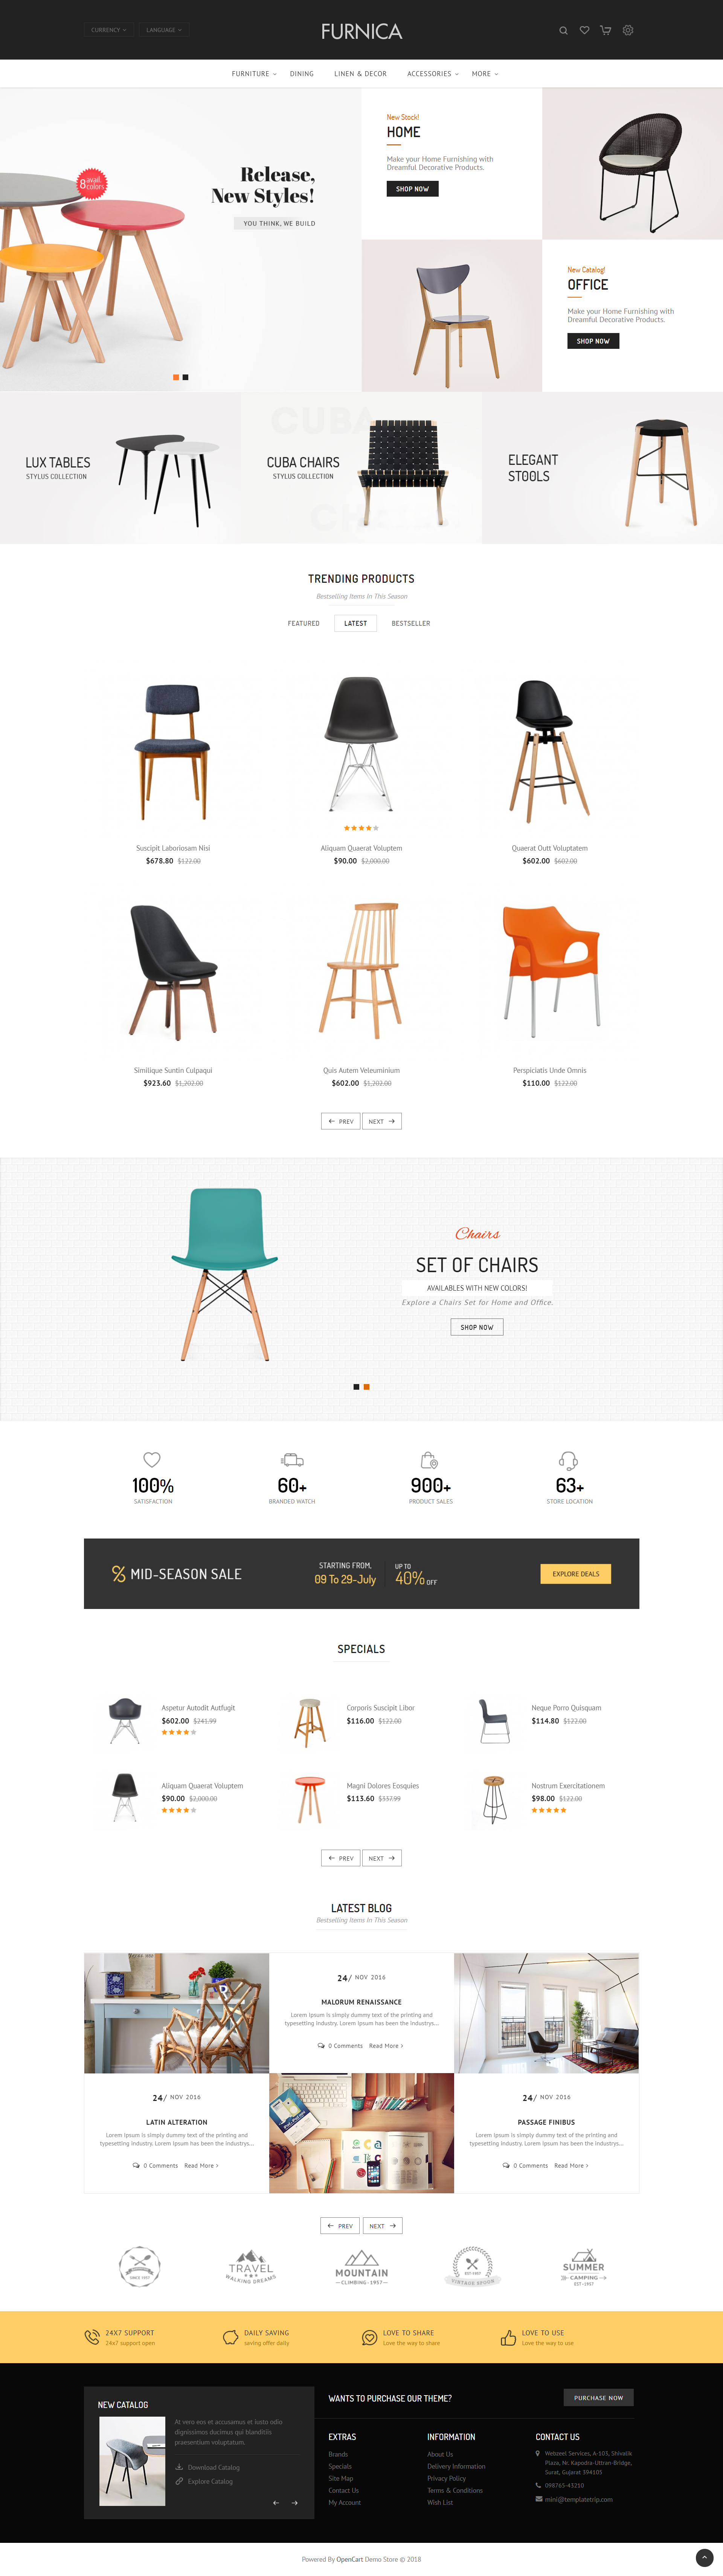 CURRENCY
LANGUAGE
FURNICA
FURNITURE
DINING
LINEN & DECOR
ACCESSORIES
MORE
8 avail. colors
Release,
New Styles!
YOU THINK, WE BUILD
New Stock!
HOME
Make your Home Furnishing with
Dreamful Decorative Products.
SHOP NOW
New Catalog!
OFFICE
Make your Home Furnishing with
Dreamful Decorative Products.
SHOP NOW
LUX TABLES
STYLUS COLLECTION
CUBA
CUBA CHAIRS
STYLUS COLLECTION
ELEGANT
STOOLS
TRENDING PRODUCTS
Bestselling Items In This Season
FEATURED
LATEST
BESTSELLER
Suscipit Laboriosam Nisi
$678.80 $122.00
Aliquam Quaerat Voluptem
$90.00 $2,000.00
Quaerat Outt Voluptatem
$602.00 $602.00
Similique Suntin Culpaqui
$923.60 $1,202.00
Quis Autem Veleuminium
$602.00 $1,202.00
Perspiciatis Unde Omnis
$110.00 $122.00
PREV
NEXT
Chairs
SET OF CHAIRS
AVAILABLES WITH NEW COLORS!
Explore a Chairs Set for Home and Office.
SHOP NOW
100%
SATISFACTION
60+
BRANDED WATCH
900+
PRODUCT SALES
63+
STORE LOCATION
% MID-SEASON SALE
STARTING FROM,
09 To 29-July
UP TO
40% OFF
EXPLORE DEALS
SPECIALS
Aspetur Autodit Autfugit
$602.00 $241.99
Corporis Suscipit Libor
$116.00 $122.00
Neque Porro Quisquam
$114.80 $122.00
Aliquam Quaerat Voluptem
$90.00 $2,000.00
Magni Dolores Eosquies
$113.60 $337.99
Nostrum Exercitationem
$98.00 $122.00
PREV
NEXT
LATEST BLOG
Bestselling Items In This Season
24/ NOV 2016
MALORUM RENAISSANCE
Lorem Ipsum is simply dummy text of the printing and
typesetting industry. Lorem Ipsum has been the industrys...
0 Comments Read More
24/ NOV 2016
LATIN ALTERATION
Lorem Ipsum is simply dummy text of the printing and
typesetting industry. Lorem Ipsum has been the industrys...
0 Comments Read More
24/ NOV 2016
PASSAGE FINIBUS
Lorem Ipsum is simply dummy text of the printing and
typesetting industry. Lorem Ipsum has been the industrys...
0 Comments Read More
PREV
NEXT
TRAVEL
WALKING DREAMS
MOUNTAIN
CLIMBING - 1957
VINTAGE SPOON
SUMMER
CAMPING
EST-1957
24X7 SUPPORT
24x7 support open
DAILY SAVING
saving offer daily
LOVE TO SHARE
Love the way to share
LOVE TO USE
Love the way to use
NEW CATALOG
At vero eos et accusamus et iusto odio
dignissimos ducimus qui blanditiis
praesentium voluptatum.
Download Catalog
Explore Catalog
WANTS TO PURCHASE OUR THEME?
PURCHASE NOW
EXTRAS
Brands
Specials
Site Map
Contact Us
My Account
INFORMATION
About Us
Delivery Information
Privacy Policy
Terms & Conditions
Wish List
CONTACT US
Webzeel Services, A-103, Shivalik
Plaza, Nr. Kapodra-Uttran-Bridge,
Surat, Gujarat 394105
098765-43210
mini@templatetrip.com
Powered By OpenCart Demo Store © 2018